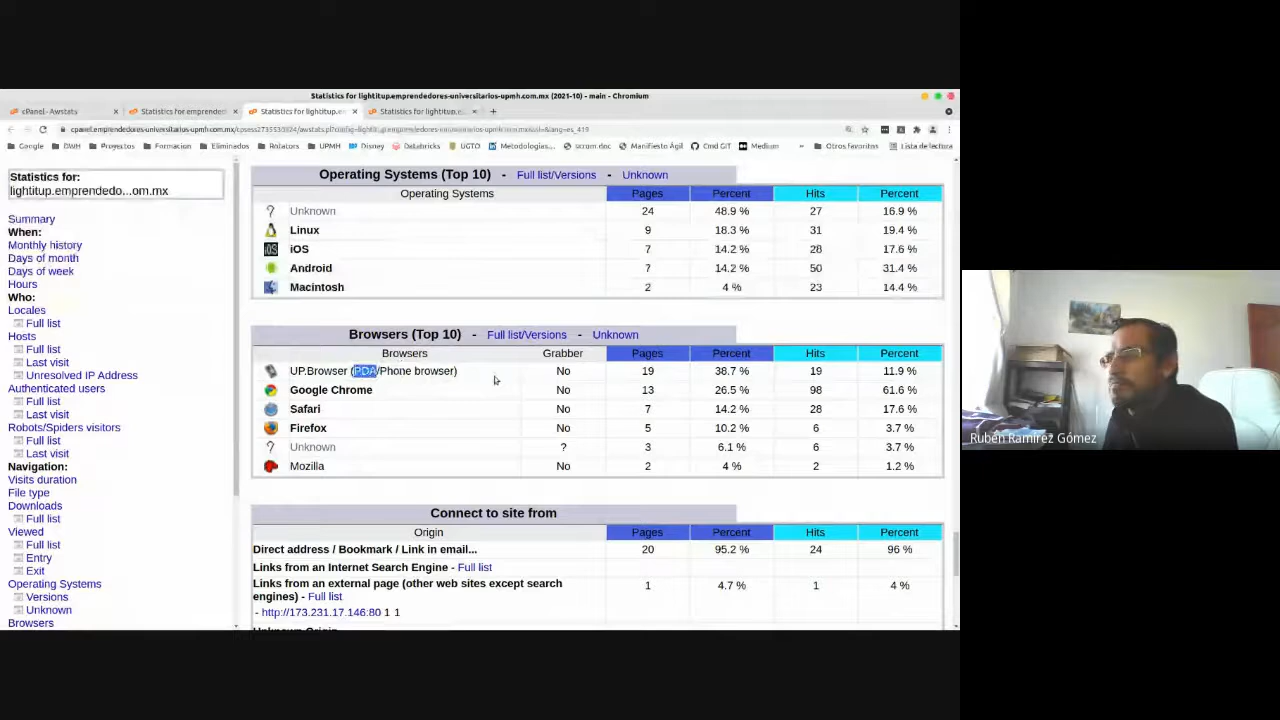 Statistics for lightitup.emprendedores-universitarios-upmh.com.mx (2021-10) - main - Chromium
cPanel - Awstats
Statistics for emprended
Statistics for lightitup.e
Statistics for lightitup.e
Google DWH Proyectos Formacion Eliminados Rotators UPMH Disney Databricks UGTO Metodologías... scrum.doc Manifiesto Ágil Cmd GIT Medium » Otros favoritos Lista de lectura
Statistics for:
lightitup.emprendedo...om.mx
Summary
When:
Monthly history
Days of month
Days of week
Hours
Who:
Locales
Full list
Hosts
Full list
Last visit
Unresolved IP Address
Authenticated users
Full list
Last visit
Robots/Spiders visitors
Full list
Last visit
Navigation:
Visits duration
File type
Downloads
Full list
Viewed
Full list
Entry
Exit
Operating Systems
Versions
Unknown
Browsers
Operating Systems (Top 10) - Full list/Versions - Unknown
Operating Systems Pages Percent Hits Percent
? Unknown 24 48.9 % 27 16.9 %
Linux 9 18.3 % 31 19.4 %
iOS iOS 7 14.2 % 28 17.6 %
Android 7 14.2 % 50 31.4 %
Macintosh 2 4 % 23 14.4 %
Browsers (Top 10) - Full list/Versions - Unknown
Browsers Grabber Pages Percent Hits Percent
UP.Browser (PDA/Phone browser) No 19 38.7 % 19 11.9 %
Google Chrome No 13 26.5 % 98 61.6 %
Safari No 7 14.2 % 28 17.6 %
Firefox No 5 10.2 % 6 3.7 %
? Unknown ? 3 6.1 % 6 3.7 %
Mozilla No 2 4 % 2 1.2 %
Connect to site from
Origin Pages Percent Hits Percent
Direct address / Bookmark / Link in email... 20 95.2 % 24 96 %
Links from an Internet Search Engine - Full list
Links from an external page (other web sites except search
engines) - Full list 1 4.7 % 1 4 %
- http://173.231.17.146:80 1 1
Unknown Origin
Rubén Ramírez Gómez